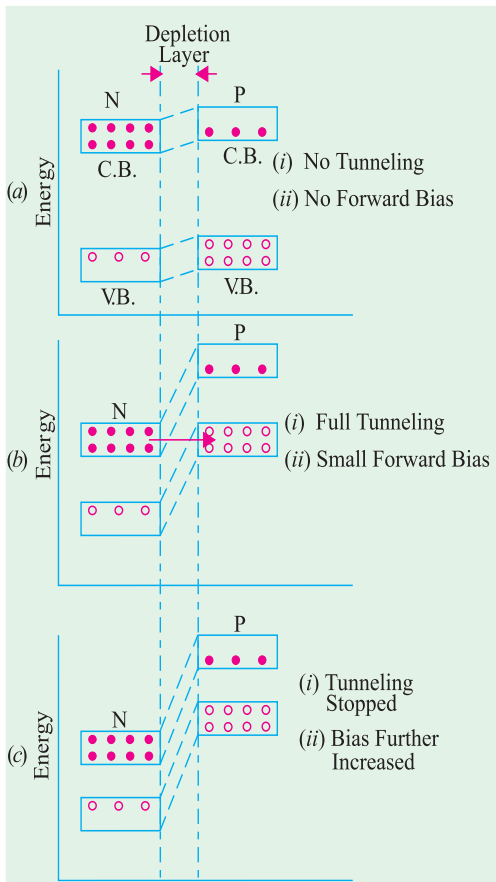 Depletion
Layer
N
P
C.B.
C.B.
(i) No Tunneling
(ii) No Forward Bias
(a)
Energy
V.B.
V.B.
P
N
(i) Full Tunneling
(ii) Small Forward Bias
(b)
Energy
P
N
(i) Tunneling
Stopped
(ii) Bias Further
Increased
(c)
Energy